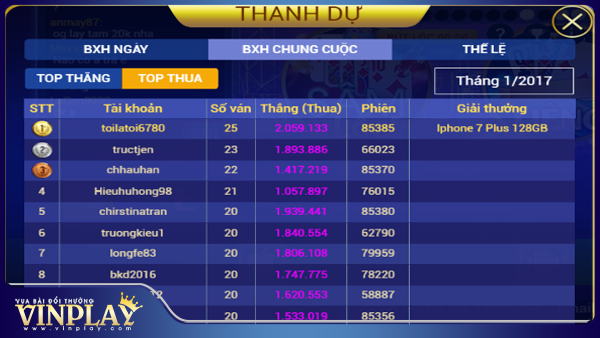 THÁNH DỰ
anmay87:
og lay tam 20k nha
BXH NGÀY BXH CHUNG CUỘC THỂ LỆ
TOP THẮNG TOP THUA Tháng 1/2017
STT Tài khoản Số ván Thắng (Thua) Phiên Giải thưởng
1 toilatoi6780 25 2.059.133 85385 Iphone 7 Plus 128GB
2 tructjen 23 1.893.886 66023
3 chhauhan 22 1.417.219 85370
4 Hieuhuhong98 21 1.057.897 76015
5 chirstinatran 20 1.939.441 85380
6 truongkieu1 20 1.840.554 62790
7 longfe83 20 1.806.108 79959
8 bkd2016 20 1.747.775 78220
20 1.620.553 58887
20 1.533.019 85356
VUA BÀI ĐỔI THƯỞNG
VINPLAY
www.vinplay.com